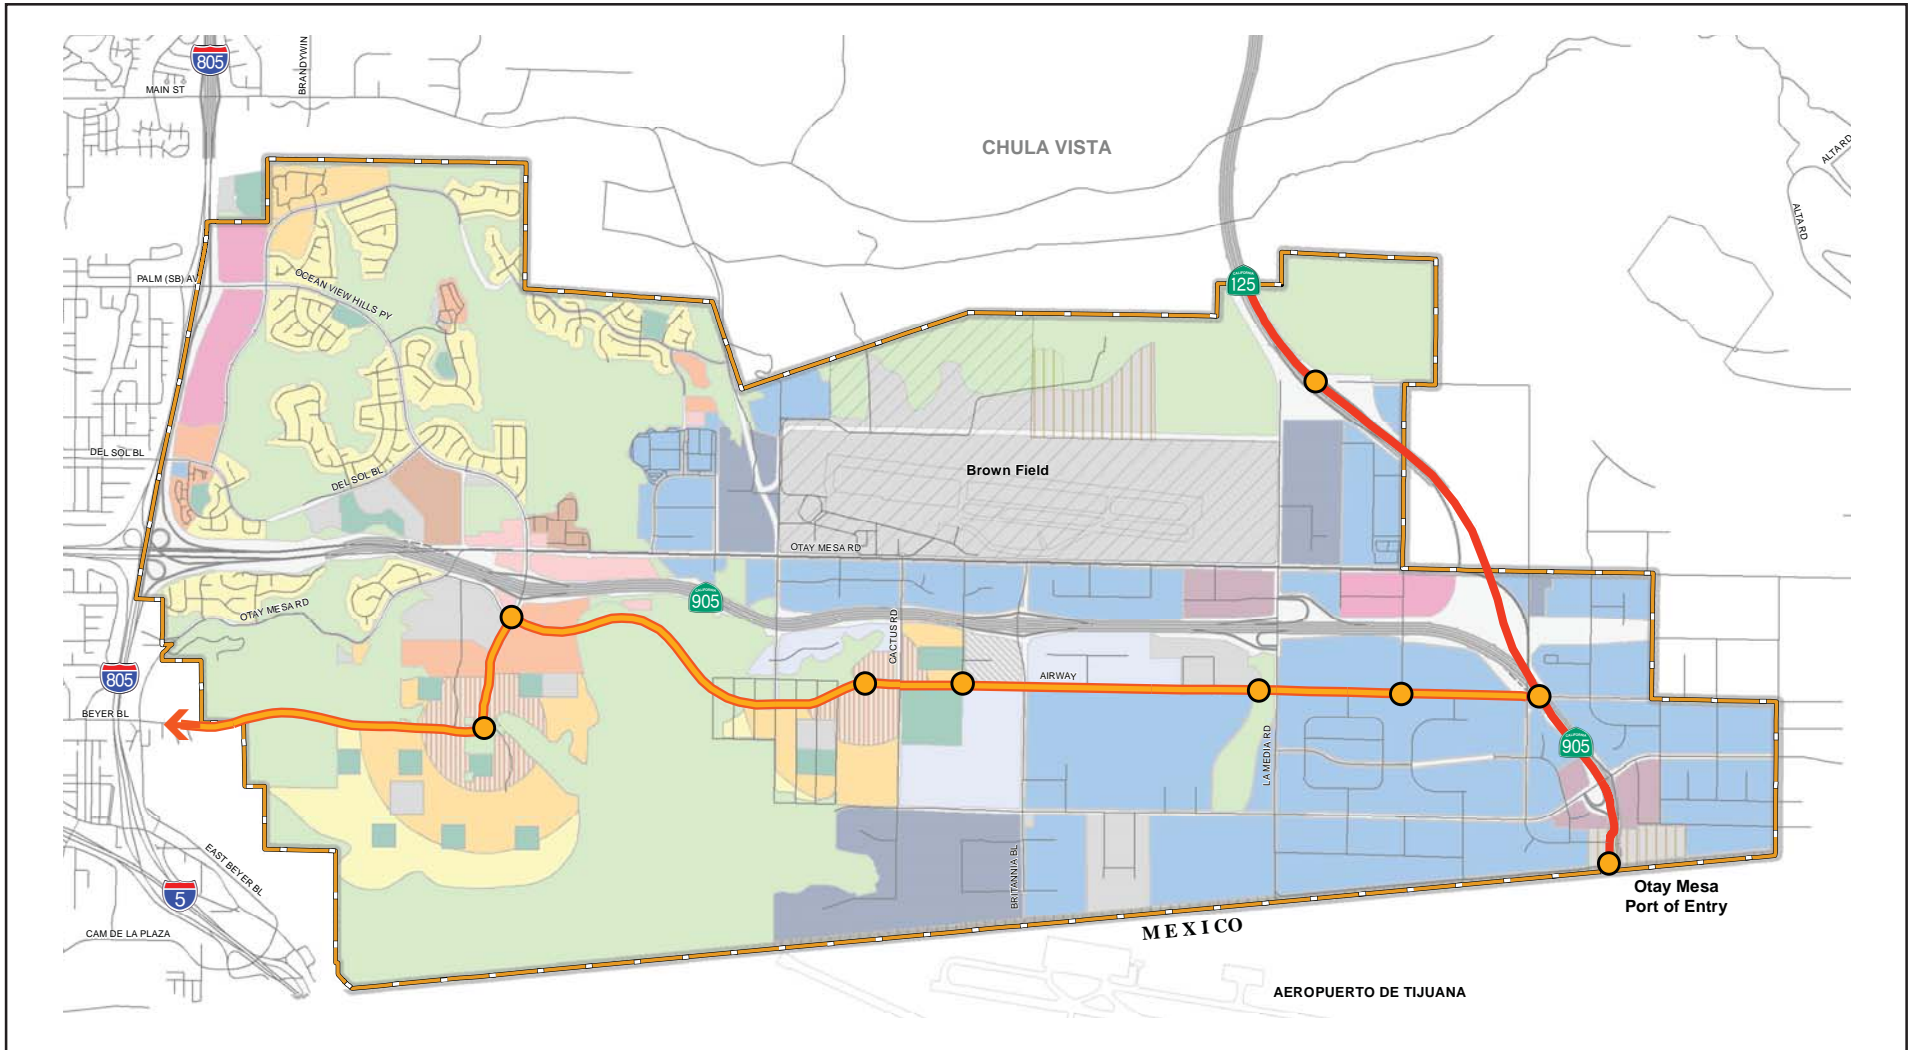 805
MAIN ST
BRANDYWIN
CHULA VISTA
ALTA RD
ALTA RD
PALM (SB) AV
OCEAN VIEW HILLS PY
CALIFORNIA
125
DEL SOL BL
DEL SOL BL
Brown Field
OTAY MESA RD
OTAY MESA RD
CALIFORNIA
905
CACTUS RD
805
AIRWAY
BEYER BL
CALIFORNIA
905
LA MEDIA RD
EAST BEYER BL
BRITANNIA BL
5
Otay Mesa
Port of Entry
CAM DE LA PLAZA
MEXICO
AEROPUERTO DE TIJUANA